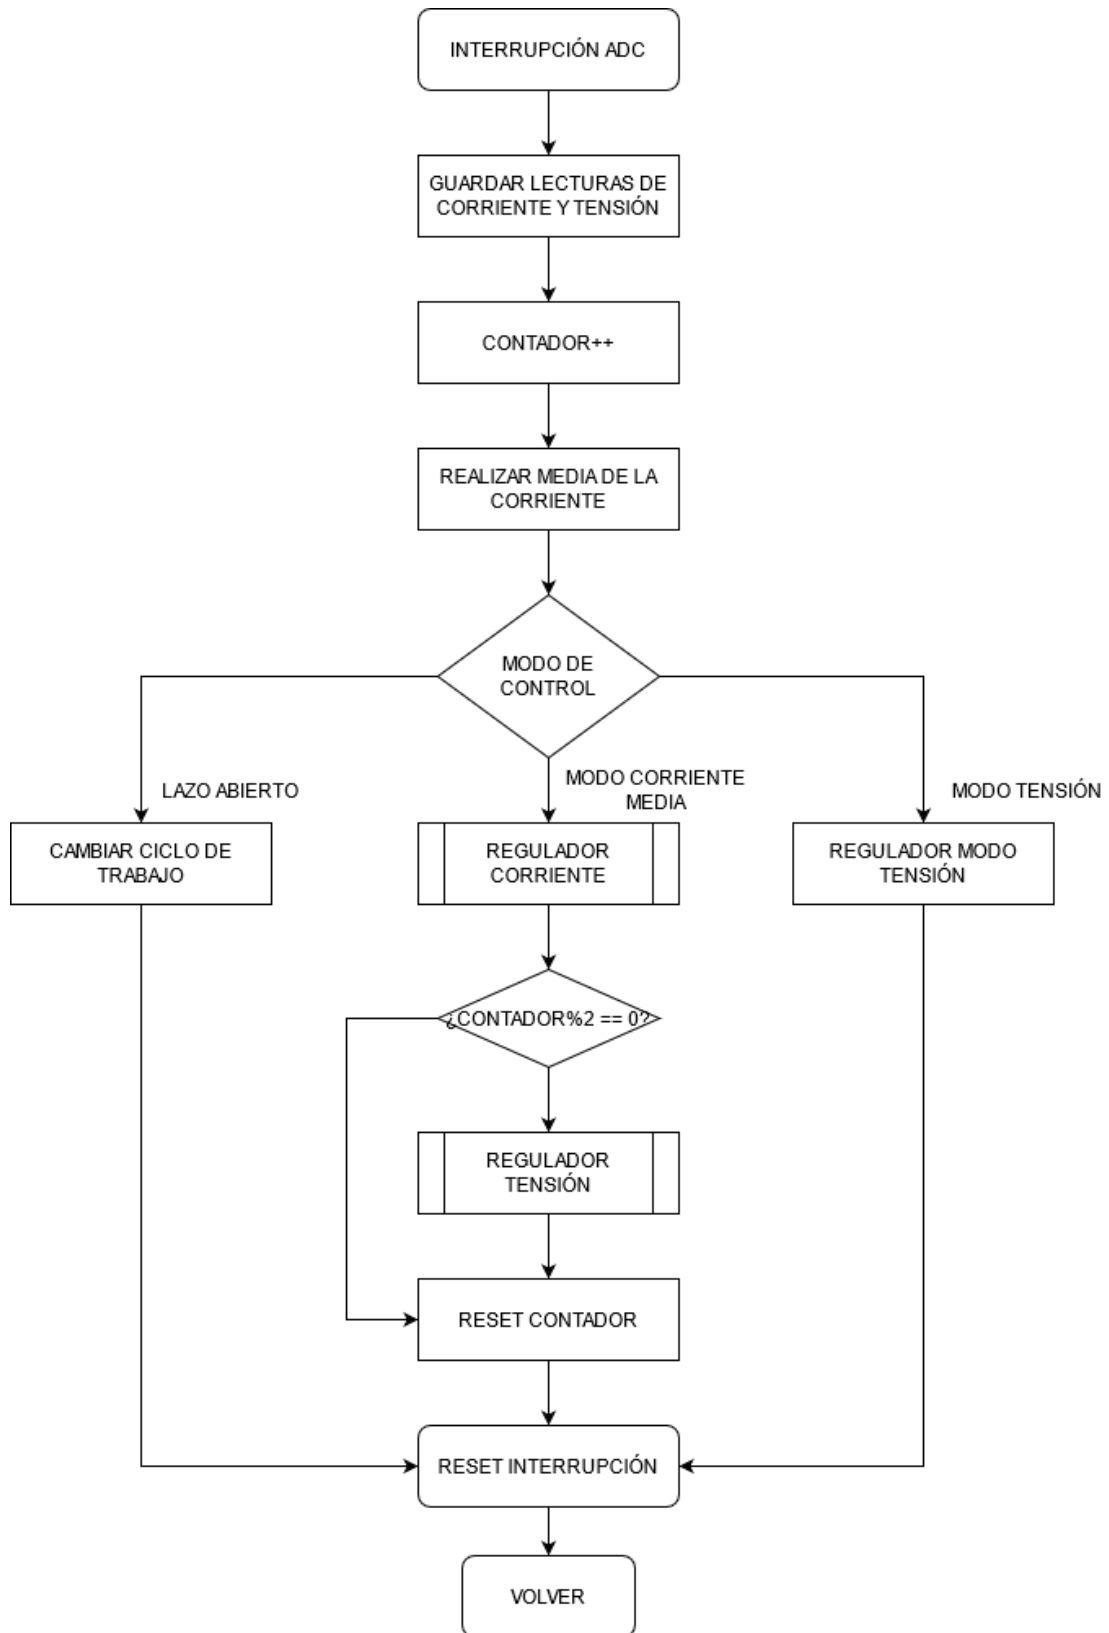 INTERRUPCIÓN ADC
GUARDAR LECTURAS DE
CORRIENTE Y TENSIÓN
CONTADOR++
REALIZAR MEDIA DE LA
CORRIENTE
MODO DE
CONTROL
LAZO ABIERTO
MODO CORRIENTE
MEDIA
MODO TENSIÓN
CAMBIAR CICLO DE
TRABAJO
REGULADOR
CORRIENTE
REGULADOR MODO
TENSIÓN
¿CONTADOR%2 == 0?
REGULADOR
TENSIÓN
RESET CONTADOR
RESET INTERRUPCIÓN
VOLVER